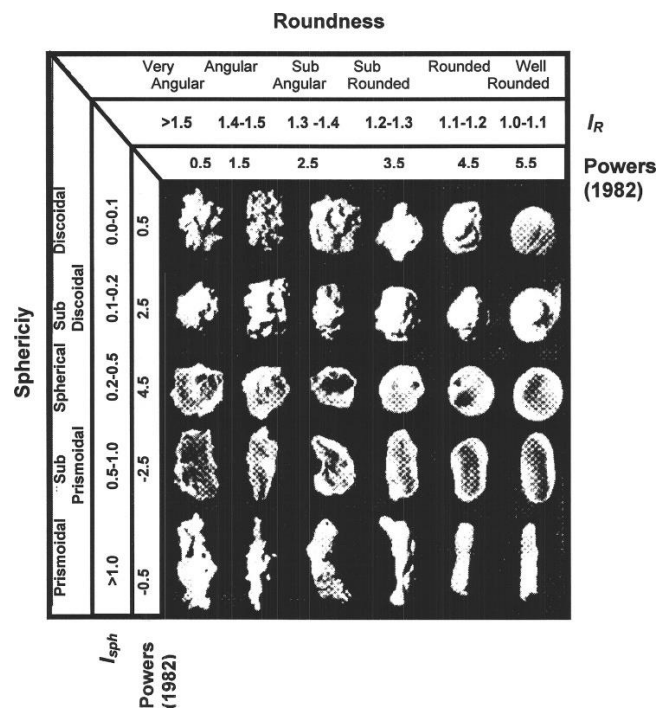 Roundness
Very Angular Sub Sub Rounded Well
Angular Angular Rounded Rounded
>1.5 1.4-1.5 1.3 -1.4 1.2-1.3 1.1-1.2 1.0-1.1 I_R
0.5 1.5 2.5 3.5 4.5 5.5 Powers
(1982)
Sphericiy
Discoidal 0.0-0.1 0.5
Sub
Discoidal 0.1-0.2 2.5
Spherical 0.2-0.5 4.5
Sub
Prismoidal 0.5-1.0 -2.5
Prismoidal >1.0 -0.5
I_sph Powers
(1982)